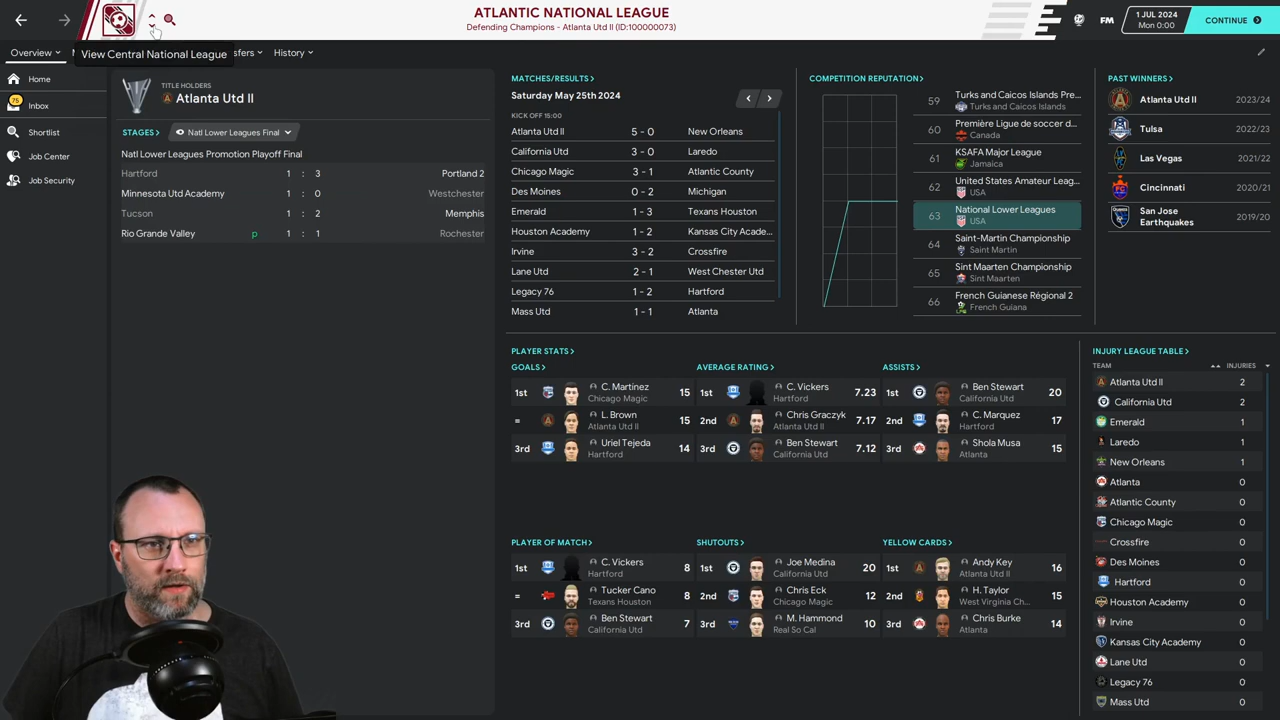 ATLANTIC NATIONAL LEAGUE
Defending Champions - Atlanta Utd II (ID:100000073)
FM
1 JUL 2024
Mon 0:00
CONTINUE
View Central National League
Overview
sfers
History
Home
75
Inbox
Shortlist
Job Center
Job Security
TITLE HOLDERS
Atlanta Utd II
STAGES
Natl Lower Leagues Final
Natl Lower Leagues Promotion Playoff Final
Hartford 1 : 3 Portland 2
Minnesota Utd Academy 1 : 0 Westchester
Tucson 1 : 2 Memphis
Rio Grande Valley p 1 : 1 Rochester
MATCHES/RESULTS
Saturday May 25th 2024
KICK OFF 15:00
Atlanta Utd II 5 - 0 New Orleans
California Utd 3 - 0 Laredo
Chicago Magic 3 - 1 Atlantic County
Des Moines 0 - 2 Michigan
Emerald 1 - 3 Texans Houston
Houston Academy 1 - 2 Kansas City Acade...
Irvine 3 - 2 Crossfire
Lane Utd 2 - 1 West Chester Utd
Legacy 76 1 - 2 Hartford
Mass Utd 1 - 1 Atlanta
COMPETITION REPUTATION
59 Turks and Caicos Islands Pre...
Turks and Caicos Islands
60 Première Ligue de soccer d...
Canada
61 KSAFA Major League
Jamaica
62 United States Amateur Leag...
USA
63 National Lower Leagues
USA
64 Saint-Martin Championship
Saint Martin
65 Sint Maarten Championship
Sint Maarten
66 French Guianese Régional 2
French Guiana
PAST WINNERS
Atlanta Utd II 2023/24
Tulsa 2022/23
Las Vegas 2021/22
Cincinnati 2020/21
San Jose Earthquakes 2019/20
PLAYER STATS
GOALS
1st C. Martinez 15
Chicago Magic
= L. Brown 15
Atlanta Utd II
3rd Uriel Tejeda 14
Hartford
AVERAGE RATING
1st C. Vickers 7.23
Hartford
2nd Chris Graczyk 7.17
Atlanta Utd II
3rd Ben Stewart 7.12
California Utd
ASSISTS
1st Ben Stewart 20
California Utd
2nd C. Marquez 17
Hartford
3rd Shola Musa 15
Atlanta
PLAYER OF MATCH
1st C. Vickers 8
Hartford
= Tucker Cano 8
Texans Houston
3rd Ben Stewart 7
California Utd
SHUTOUTS
1st Joe Medina 20
California Utd
2nd Chris Eck 12
Chicago Magic
3rd M. Hammond 10
Real So Cal
YELLOW CARDS
1st Andy Key 16
Atlanta Utd II
2nd H. Taylor 15
West Virginia Ch...
3rd Chris Burke 14
Atlanta
INJURY LEAGUE TABLE
TEAM INJURIES
Atlanta Utd II 2
California Utd 2
Emerald 1
Laredo 1
New Orleans 1
Atlanta 0
Atlantic County 0
Chicago Magic 0
Crossfire 0
Des Moines 0
Hartford 0
Houston Academy 0
Irvine 0
Kansas City Academy 0
Lane Utd 0
Legacy 76 0
Mass Utd 0